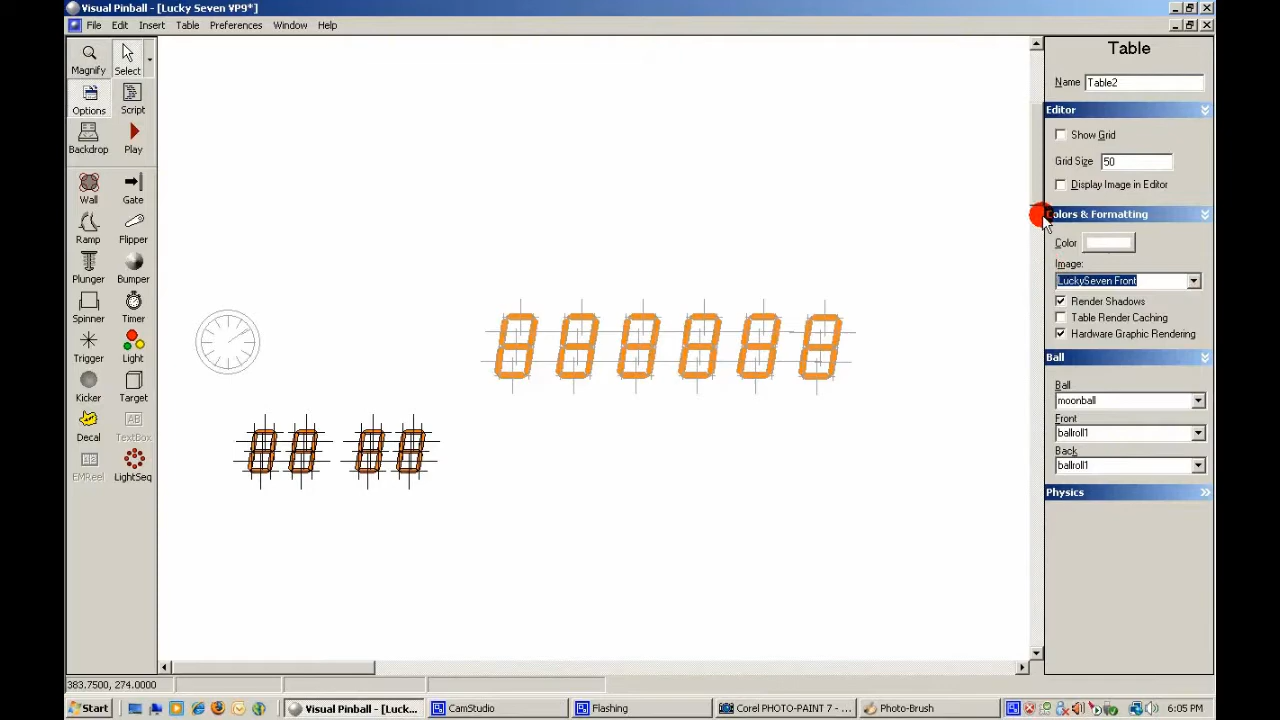 Visual Pinball - [Lucky Seven VP9*]
File Edit Insert Table Preferences Window Help
Magnify Select
Options Script
Backdrop Play
Wall Gate
Ramp Flipper
Plunger Bumper
Spinner Timer
Trigger Light
Kicker Target
Decal TextBox
EMReel LightSeq
Table
Name Table2
Editor
Show Grid
Grid Size 50
Display Image in Editor
Colors & Formatting
Color
Image:
LuckySeven Front
Render Shadows
Table Render Caching
Hardware Graphic Rendering
Ball
Ball
moonball
Front
ballroll1
Back
ballroll1
Physics
88 88
888888
383.7500, 274.0000
Start Visual Pinball - [Luck... CamStudio Flashing Corel PHOTO-PAINT 7 - ... Photo-Brush 6:05 PM